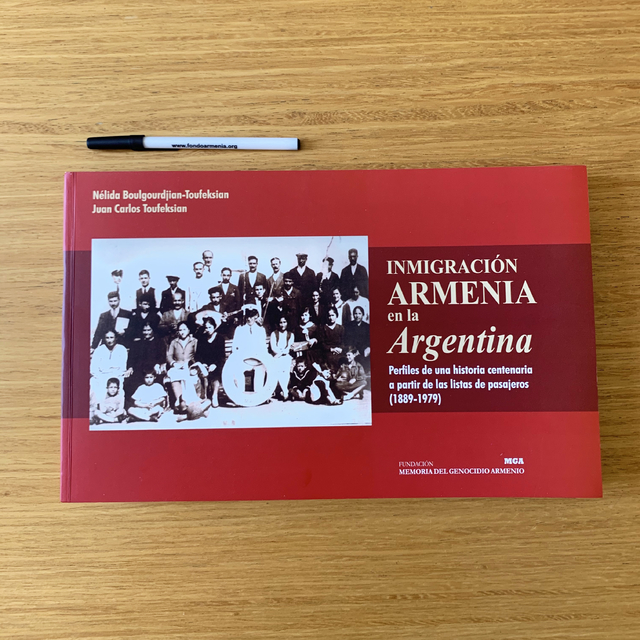 www.fondoarmenia.org
Nélida Boulgourdjian-Toufeksian
Juan Carlos Toufeksian
INMIGRACIÓN
ARMENIA
en la
Argentina
Perfiles de una historia centenaria
a partir de las listas de pasajeros
(1889-1979)
FUNDACIÓN MGA
MEMORIA DEL GENOCIDIO ARMENIO